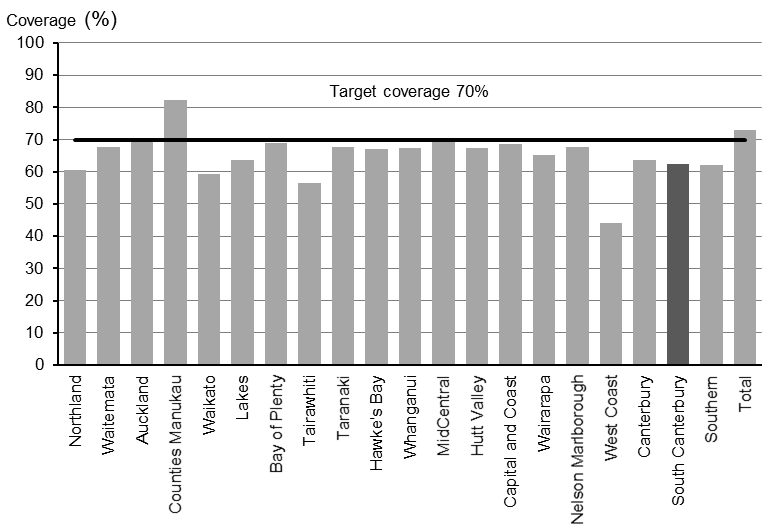 Coverage (%)
100
90
80
70
60
50
40
30
20
10
0
Target coverage 70%
Northland
Waitemata
Auckland
Counties Manukau
Waikato
Lakes
Bay of Plenty
Tairawhiti
Taranaki
Hawke's Bay
Whanganui
MidCentral
Hutt Valley
Capital and Coast
Wairarapa
Nelson Marlborough
West Coast
Canterbury
South Canterbury
Southern
Total